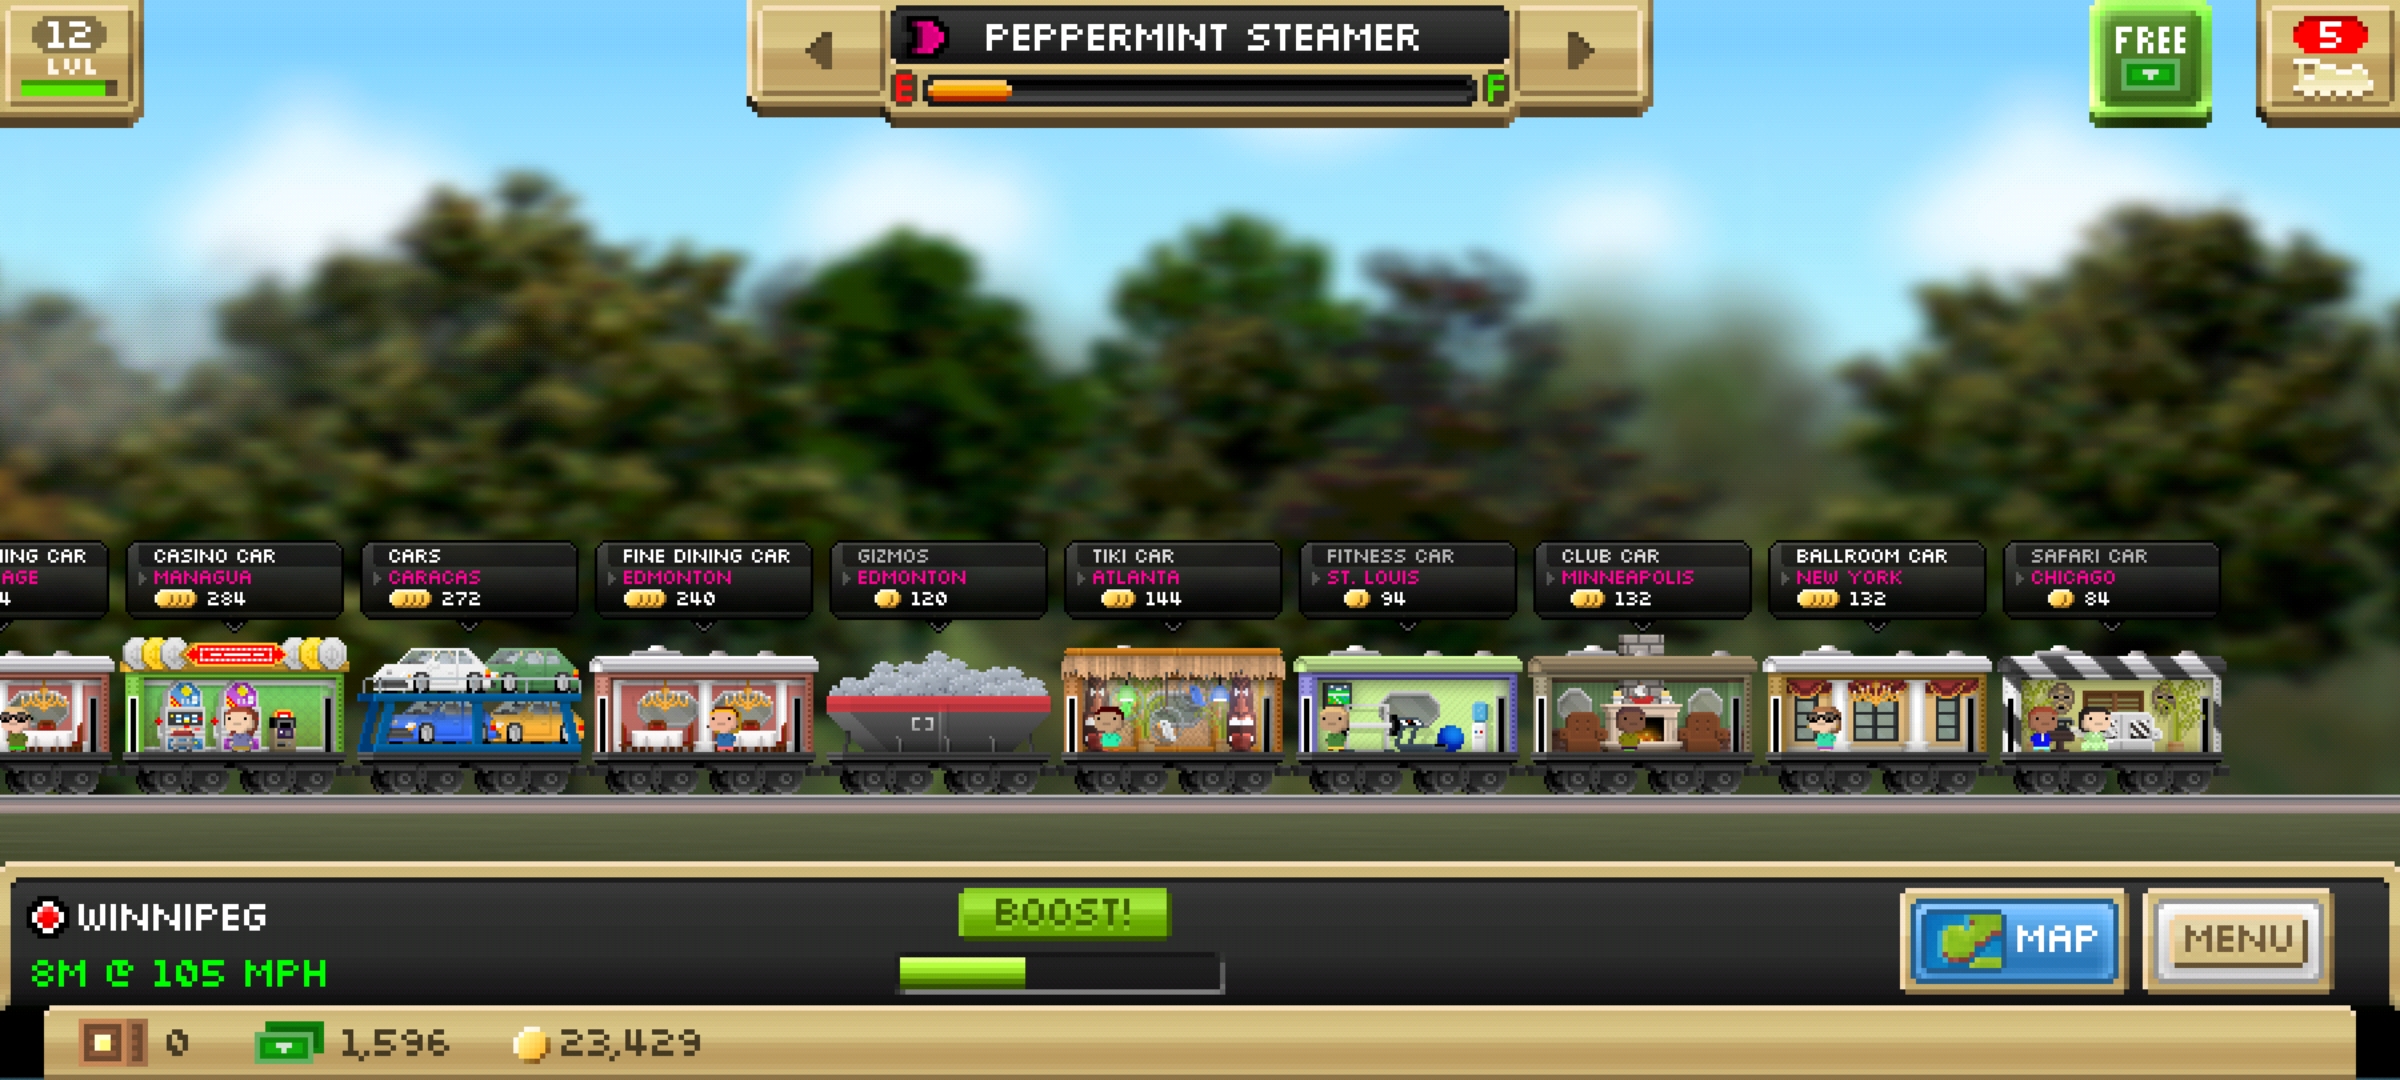 12
LVL
PEPPERMINT STEAMER
E
F
FREE
5
ING CAR
AGE
4
CASINO CAR
MANAGUA
284
CARS
CARACAS
272
FINE DINING CAR
EDMONTON
240
GIZMOS
EDMONTON
120
TIKI CAR
ATLANTA
144
FITNESS CAR
ST. LOUIS
94
CLUB CAR
MINNEAPOLIS
132
BALLROOM CAR
NEW YORK
132
SAFARI CAR
CHICAGO
84
WINNIPEG
8M @ 105 MPH
BOOST!
MAP
MENU
0
1,596
23,429